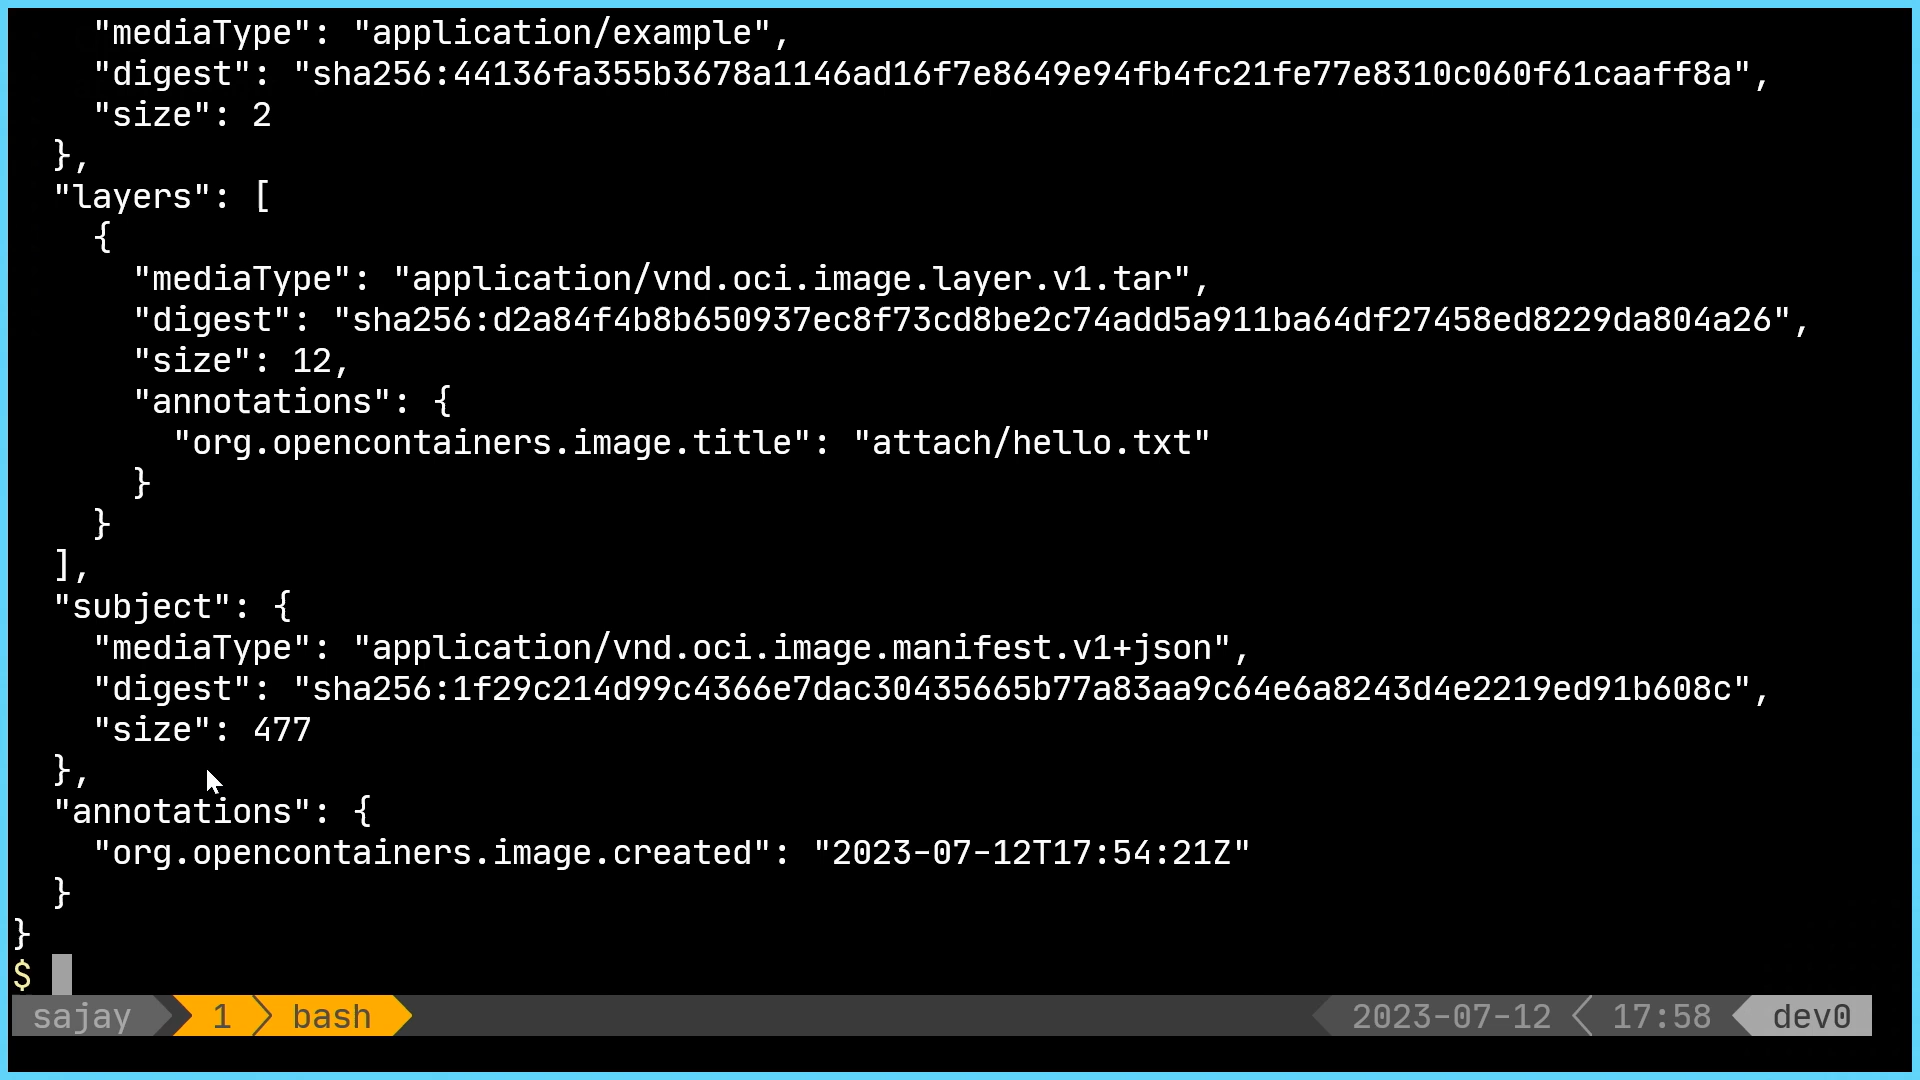 "mediaType": "application/example",
"digest": "sha256:44136fa355b3678a1146ad16f7e8649e94fb4fc21fe77e8310c060f61caaff8a",
"size": 2
},
"layers": [
{
"mediaType": "application/vnd.oci.image.layer.v1.tar",
"digest": "sha256:d2a84f4b8b650937ec8f73cd8be2c74add5a911ba64df27458ed8229da804a26",
"size": 12,
"annotations": {
"org.opencontainers.image.title": "attach/hello.txt"
}
}
],
"subject": {
"mediaType": "application/vnd.oci.image.manifest.v1+json",
"digest": "sha256:1f29c214d99c4366e7dac30435665b77a83aa9c64e6a8243d4e2219ed91b608c",
"size": 477
},
"annotations": {
"org.opencontainers.image.created": "2023-07-12T17:54:21Z"
}
}
$
sajay 1 bash 2023-07-12 17:58 dev0